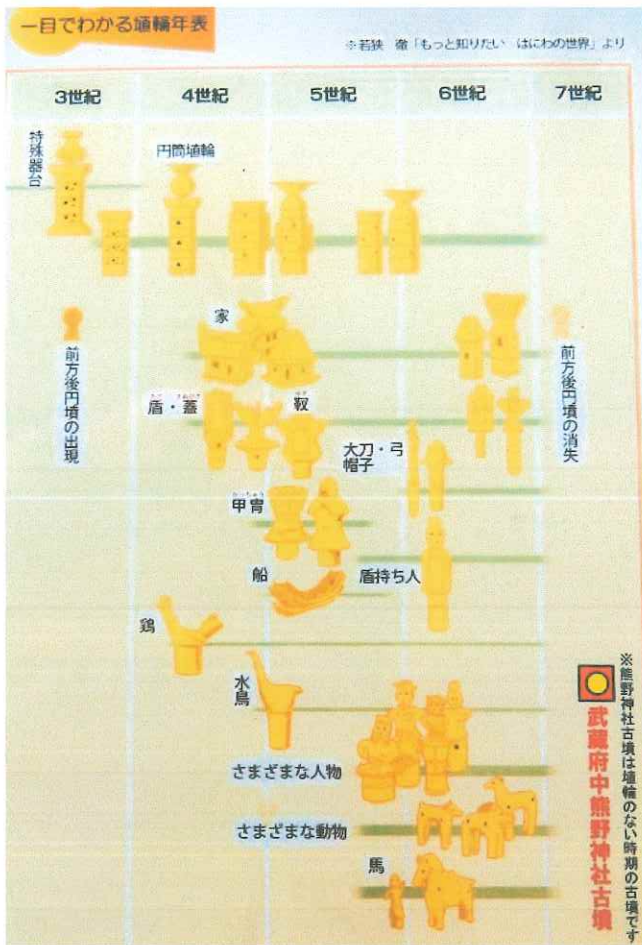 一目でわかる埴輪年表
※若狭 徹「もっと知りたい はにわの世界」より
3世紀
4世紀
5世紀
6世紀
7世紀
特殊器台
円筒埴輪
前方後円墳の出現
家
前方後円墳の消失
盾・蓋
靫
大刀・弓
帽子
甲冑
船
盾持ち人
鶏
水鳥
さまざまな人物
さまざまな動物
馬
武蔵府中熊野神社古墳
※熊野神社古墳は埴輪のない時期の古墳です